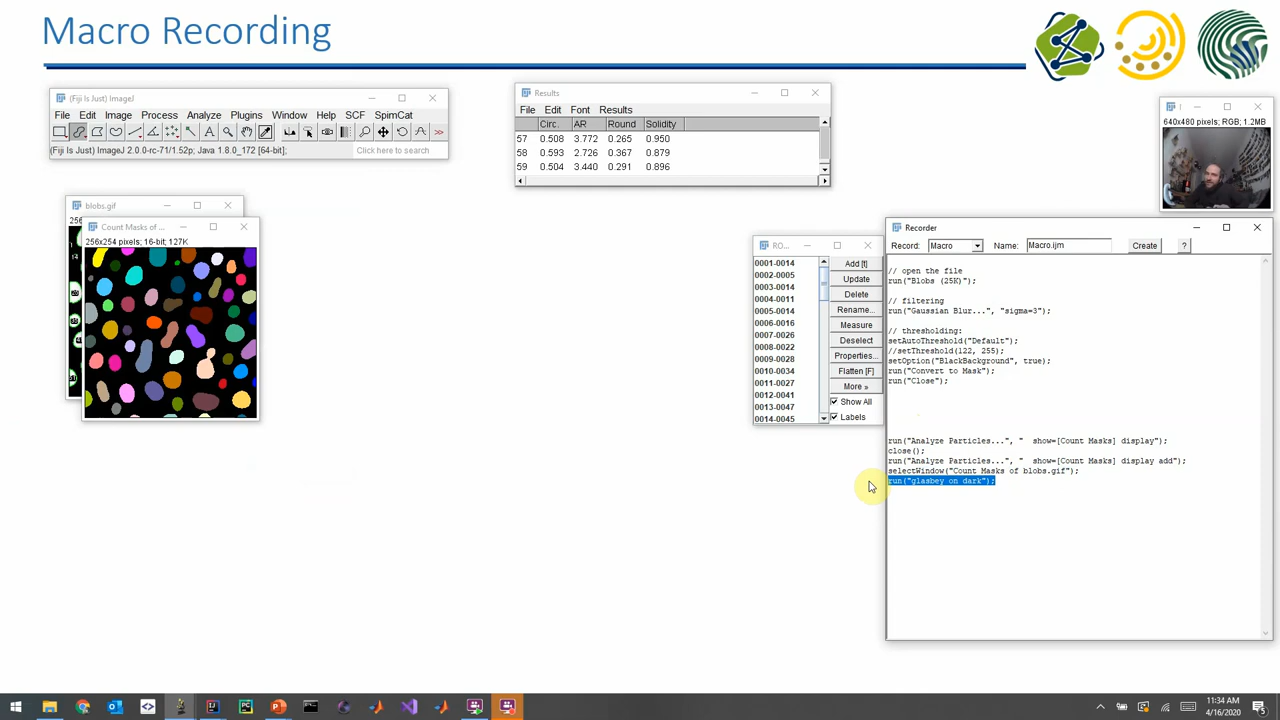 Macro Recording
(Fiji Is Just) ImageJ
File Edit Image Process Analyze Plugins Window Help SCF SpimCat
(Fiji Is Just) ImageJ 2.0.0-rc-71/1.52p; Java 1.8.0_172 [64-bit];
Click here to search
Results
File Edit Font Results
Circ. AR Round Solidity
57 0.508 3.772 0.265 0.950
58 0.593 2.726 0.367 0.879
59 0.504 3.440 0.291 0.896
640x480 pixels; RGB; 1.2MB
blobs.gif
Count Masks of ...
256x254 pixels; 16-bit; 127K
RO...
0001-0014
0002-0005
0003-0014
0004-0011
0005-0014
0006-0016
0007-0026
0008-0022
0009-0028
0010-0034
0011-0027
0012-0041
0013-0047
0014-0045
Add [t]
Update
Delete
Rename...
Measure
Deselect
Properties...
Flatten [F]
More »
Show All
Labels
Recorder
Record: Macro Name: Macro.ijm Create ?
// open the file
run("Blobs (25K)");
// filtering
run("Gaussian Blur...", "sigma=3");
// thresholding:
setAutoThreshold("Default");
//setThreshold(122, 255);
setOption("BlackBackground", true);
run("Convert to Mask");
run("Close");
run("Analyze Particles...", "  show=[Count Masks] display");
close();
run("Analyze Particles...", "  show=[Count Masks] display add");
selectWindow("Count Masks of blobs.gif");
run("glasbey on dark");
11:34 AM
4/16/2020